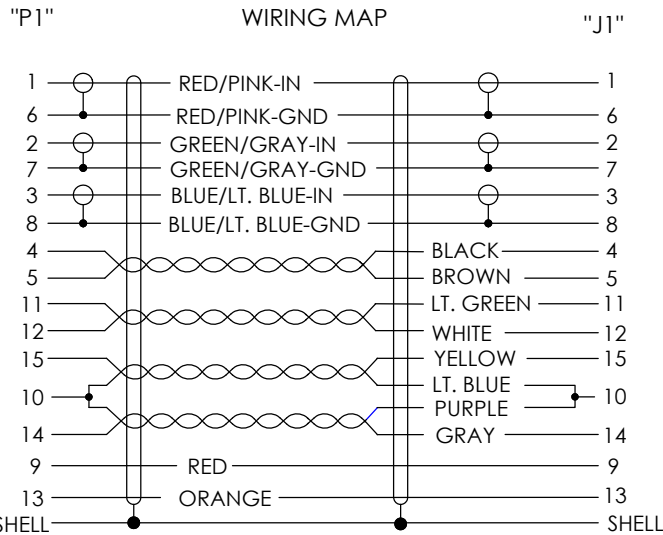 "P1" WIRING MAP "J1"
1 RED/PINK-IN 1
6 RED/PINK-GND 6
2 GREEN/GRAY-IN 2
7 GREEN/GRAY-GND 7
3 BLUE/LT. BLUE-IN 3
8 BLUE/LT. BLUE-GND 8
4 BLACK 4
5 BROWN 5
11 LT. GREEN 11
12 WHITE 12
15 YELLOW 15
LT. BLUE
10 10
PURPLE
14 GRAY 14
9 RED 9
13 ORANGE 13
SHELL SHELL